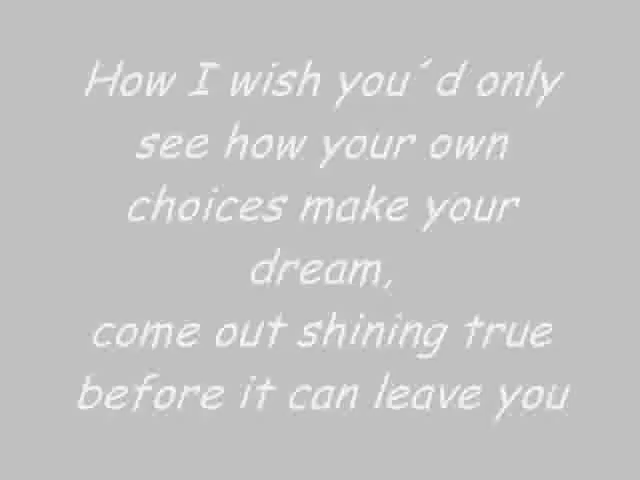 How I wish you´d only
see how your own
choices make your
dream,
come out shining true
before it can leave you